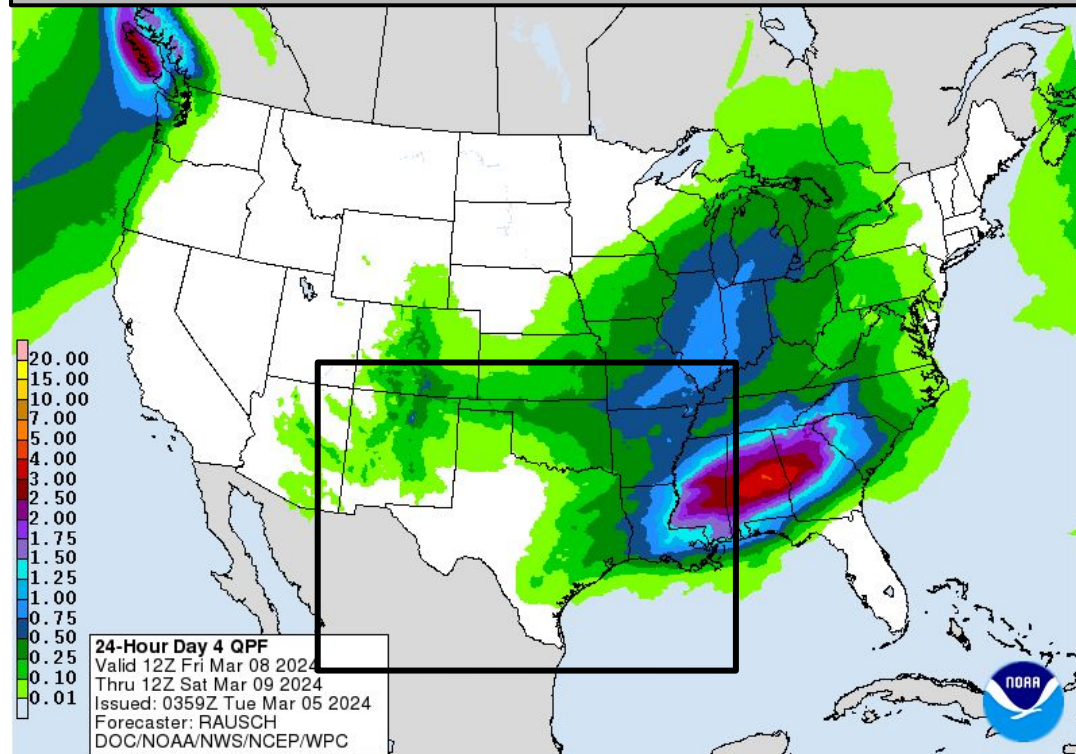 20.00
15.00
10.00
7.00
5.00
4.00
3.00
2.50
2.00
1.75
1.50
1.25
1.00
0.75
0.50
0.25
0.10
0.01
24-Hour Day 4 QPF
Valid 12Z Fri Mar 08 2024
Thru 12Z Sat Mar 09 2024
Issued: 0359Z Tue Mar 05 2024
Forecaster: RAUSCH
DOC/NOAA/NWS/NCEP/WPC
NOAA